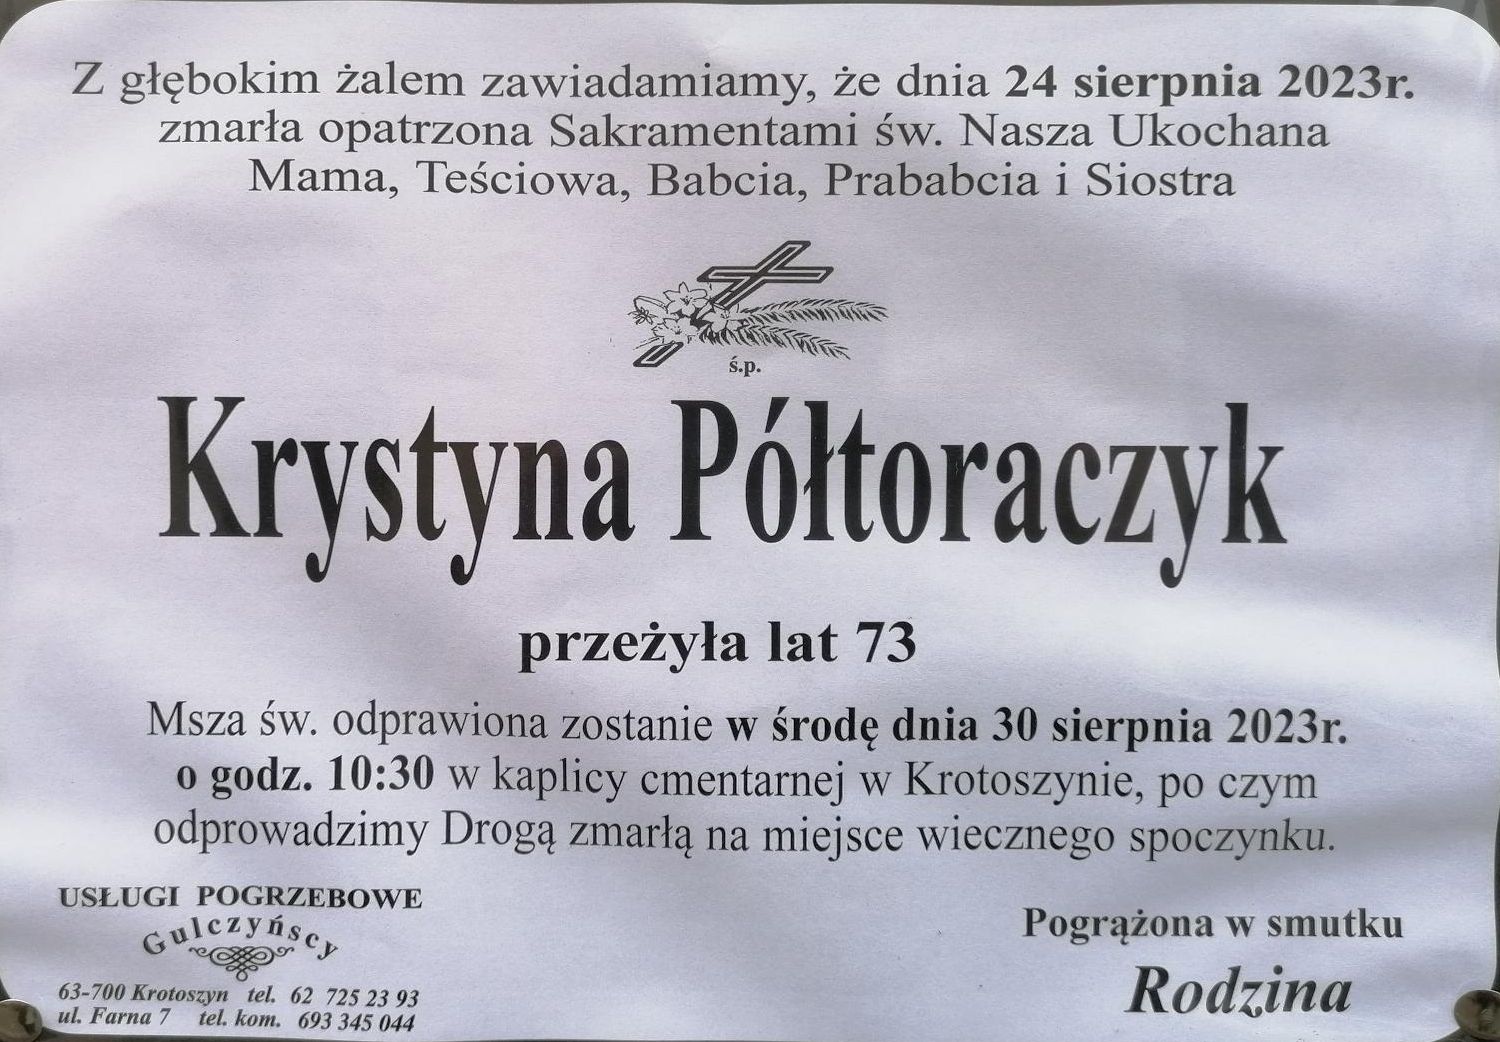 Z głębokim żalem zawiadamiamy, że dnia 24 sierpnia 2023r.
zmarła opatrzona Sakramentami św. Nasza Ukochana
Mama, Teściowa, Babcia, Prababcia i Siostra
ś.p.
Krystyna Półtoraczyk
przeżyła lat 73
Msza św. odprawiona zostanie w środę dnia 30 sierpnia 2023r.
o godz. 10:30 w kaplicy cmentarnej w Krotoszynie, po czym
odprowadzimy Drogą zmarłą na miejsce wiecznego spoczynku.
USŁUGI POGRZEBOWE
Gulczyńscy
63-700 Krotoszyn tel. 62 725 23 93
ul. Farna 7 tel. kom. 693 345 044
Pogrążona w smutku
Rodzina